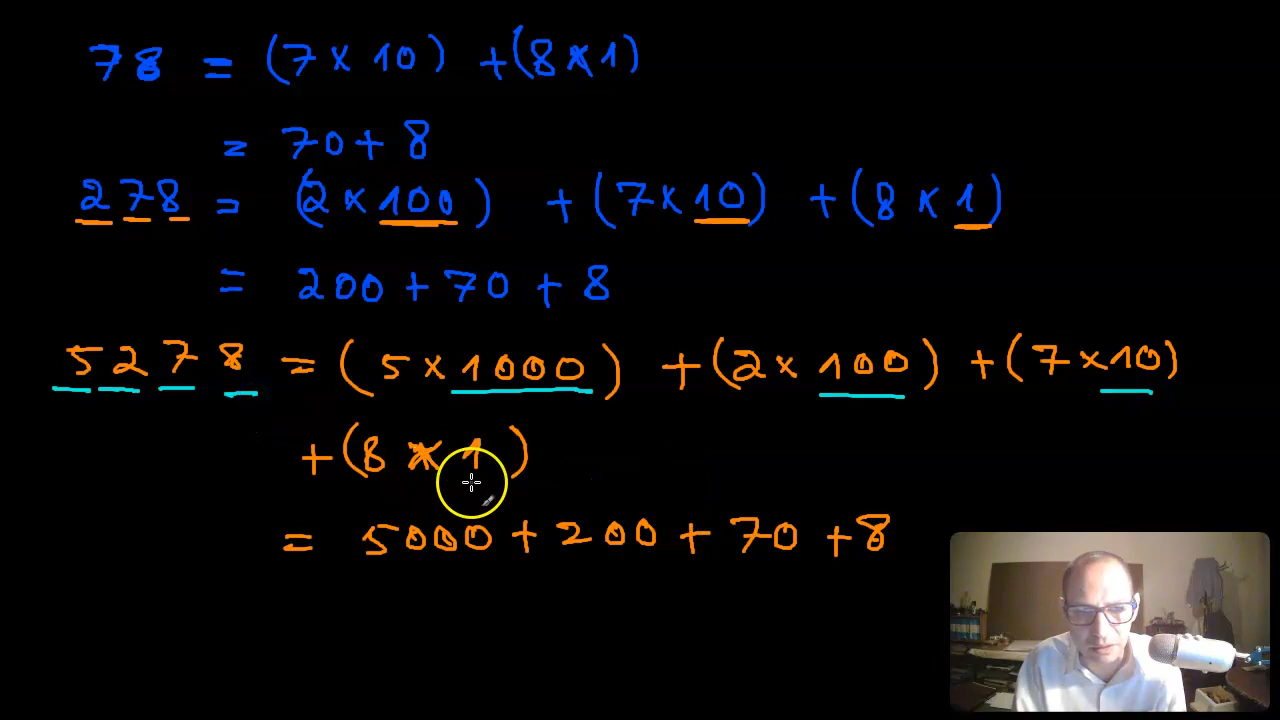 78 = (7 × 10) + (8 × 1)
= 70 + 8
278 = (2 × 100) + (7 × 10) + (8 × 1)
= 200 + 70 + 8
5278 = (5 × 1000) + (2 × 100) + (7 × 10)
+ (8 × 1)
= 5000 + 200 + 70 + 8